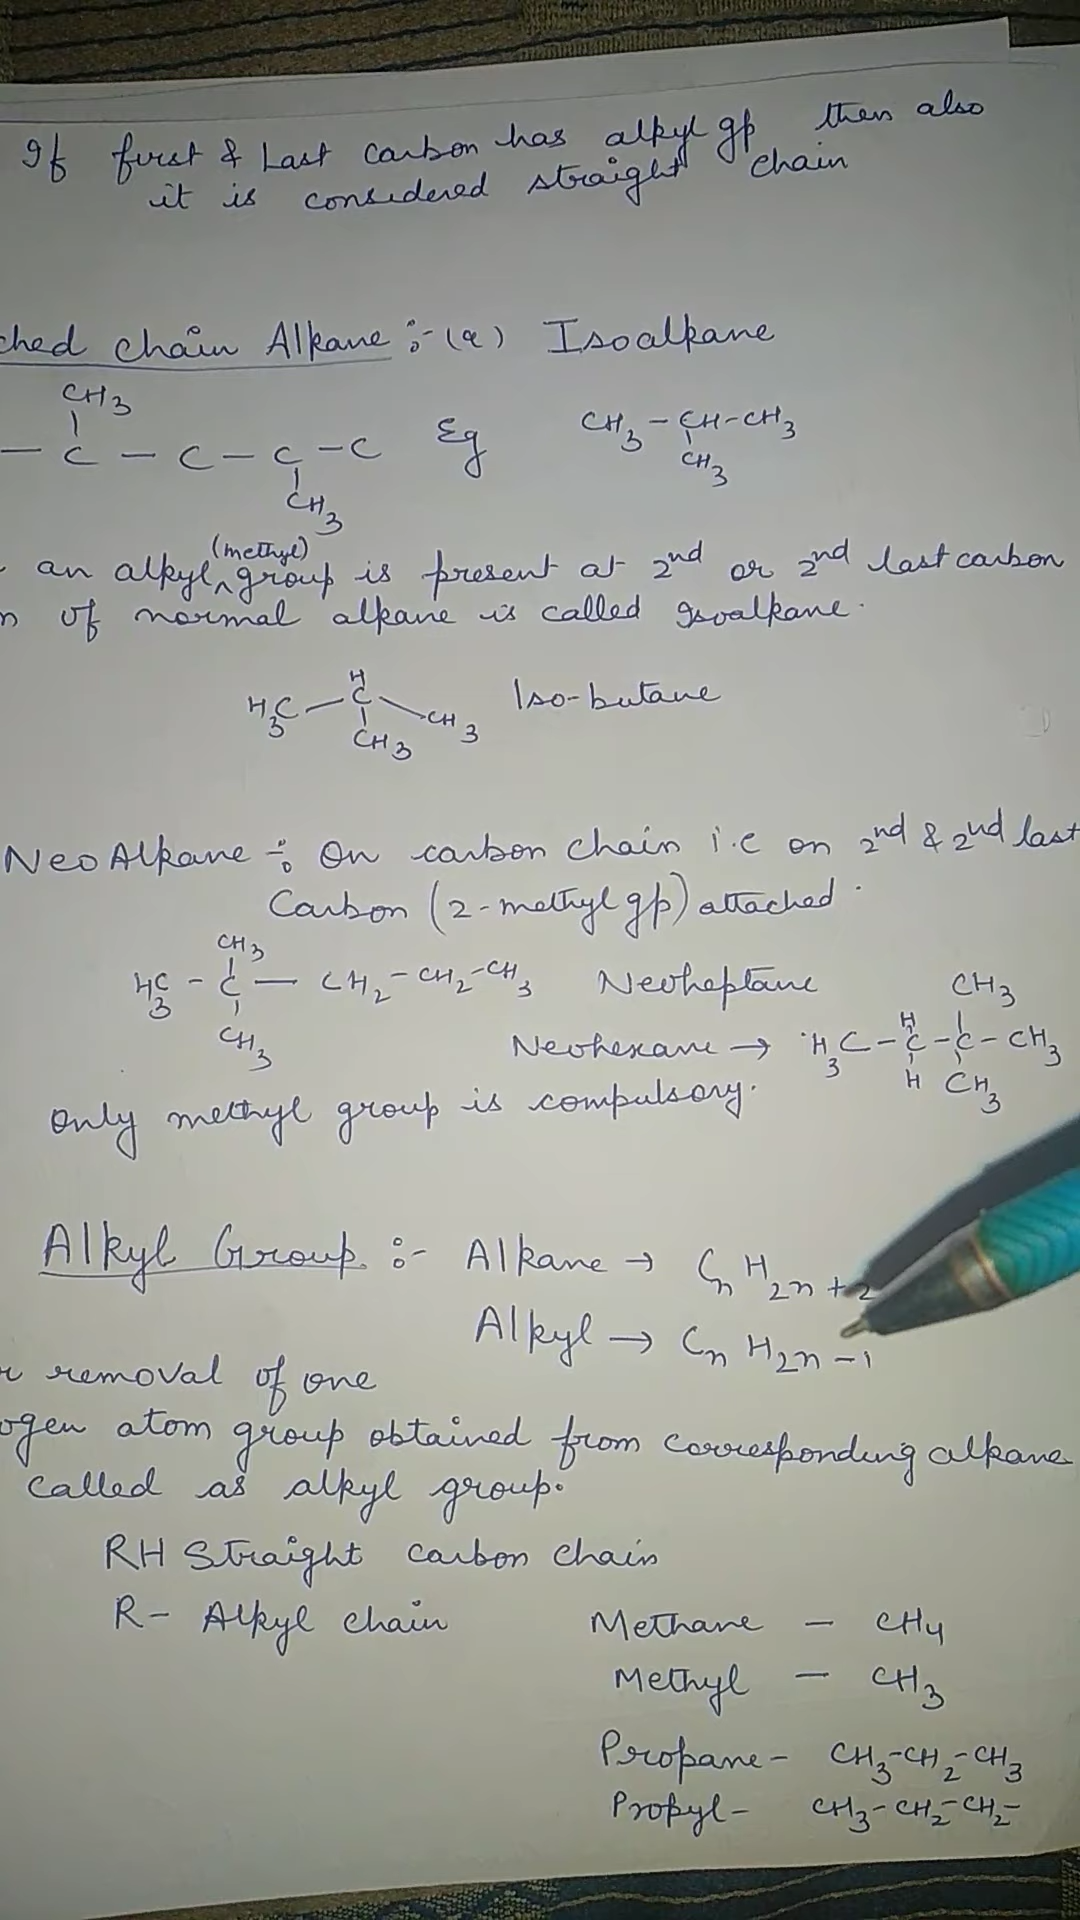 If first & Last carbon has alkyl gp then also
it is considered straight chain
ched chain Alkane :- (a) Isoalkane
CH3
— C — C — C — C Eg CH3 — CH — CH3
CH3 CH3
an alkyl (methyl) group is present at 2nd or 2nd last carbon
n of normal alkane is called Isoalkane.
H3C — CH — CH3 Iso-butane
CH3
Neo Alkane :- On carbon chain i.e on 2nd & 2nd last
Carbon (2-methyl gp) attached.
CH3
H3C — C — CH2 — CH2 — CH3 Neoheptane
CH3
CH3
Neohexane → H3C — C — C — CH3
H H CH3
Only methyl group is compulsory.
Alkyl Group :- Alkane → CnH2n+2
Alkyl → CnH2n-1
removal of one
ogen atom group obtained from corresponding alkane
called as alkyl group.
RH Straight carbon chain
R- Alkyl chain
Methane — CH4
Methyl — CH3
Propane — CH3-CH2-CH3
Propyl — CH3-CH2-CH2-